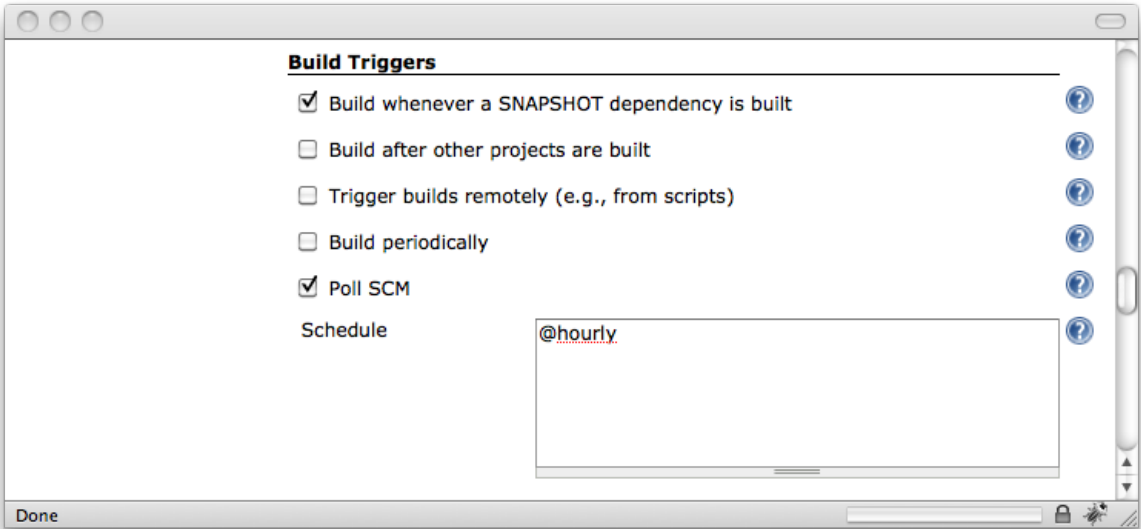 Build Triggers
Build whenever a SNAPSHOT dependency is built
Build after other projects are built
Trigger builds remotely (e.g., from scripts)
Build periodically
Poll SCM
Schedule @hourly
Done